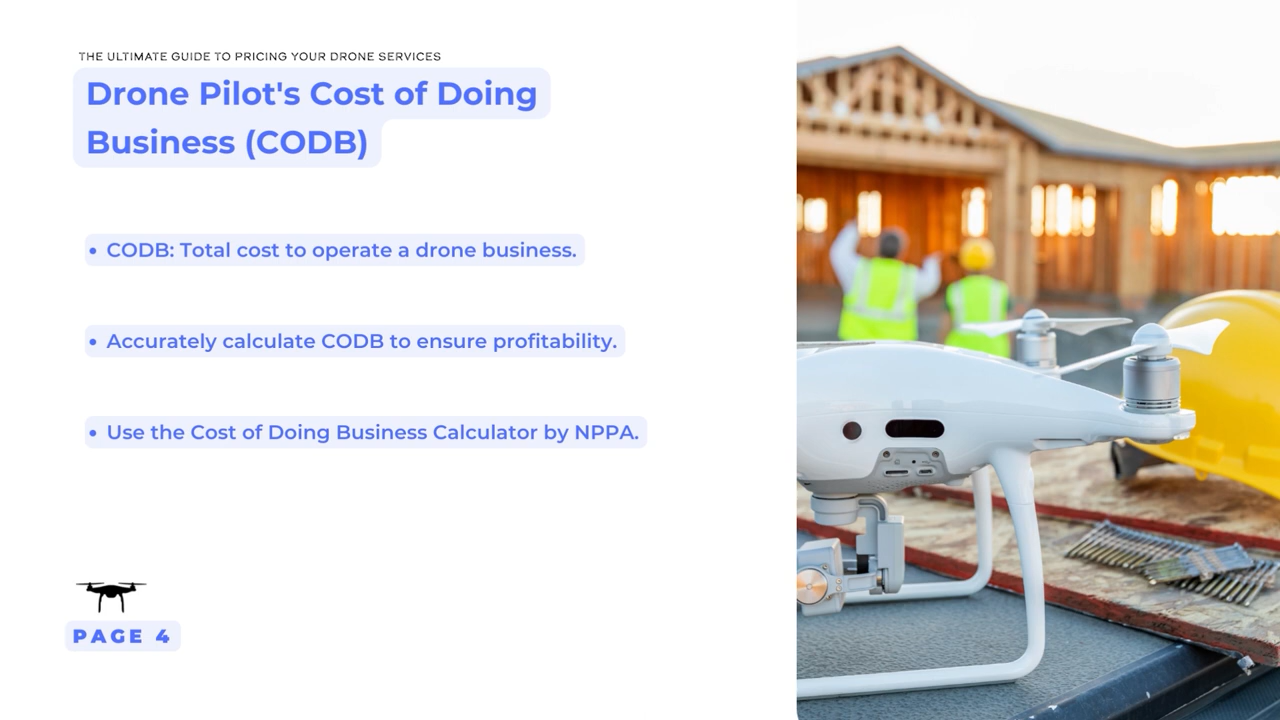 THE ULTIMATE GUIDE TO PRICING YOUR DRONE SERVICES
Drone Pilot's Cost of Doing
Business (CODB)
• CODB: Total cost to operate a drone business.
• Accurately calculate CODB to ensure profitability.
• Use the Cost of Doing Business Calculator by NPPA.
PAGE 4